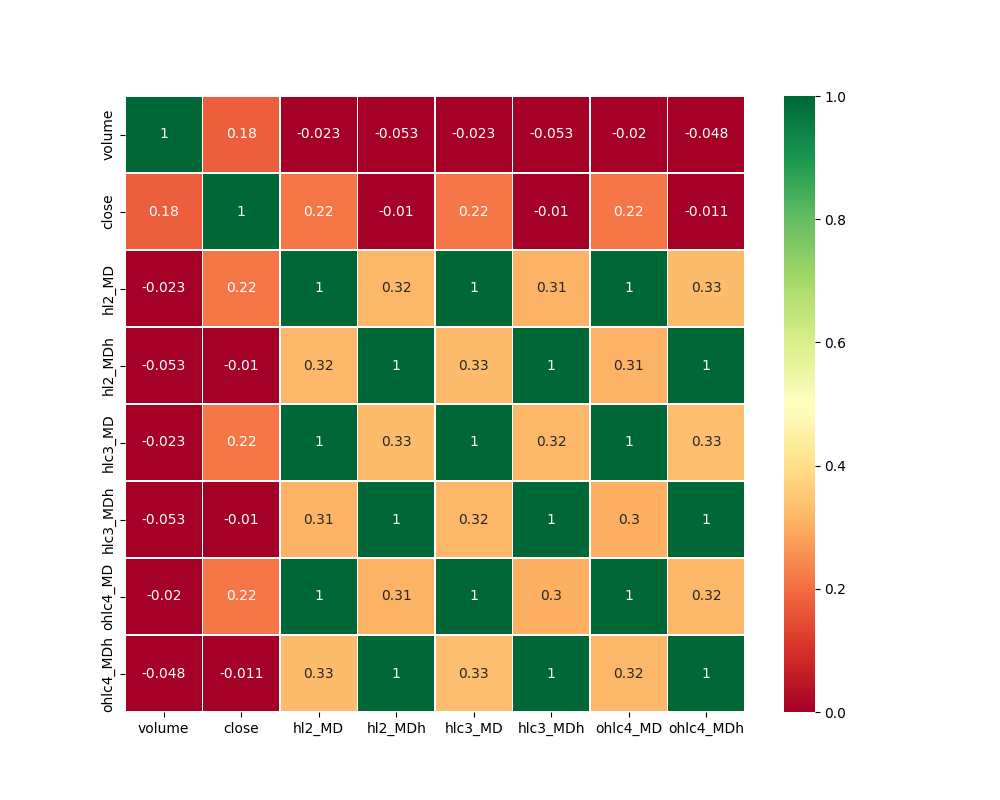 volume 1 0.18 -0.023 -0.053 -0.023 -0.053 -0.02 -0.048
close 0.18 1 0.22 -0.01 0.22 -0.01 0.22 -0.011
hl2_MD -0.023 0.22 1 0.32 1 0.31 1 0.33
hl2_MDh -0.053 -0.01 0.32 1 0.33 1 0.31 1
hlc3_MD -0.023 0.22 1 0.33 1 0.32 1 0.33
hlc3_MDh -0.053 -0.01 0.31 1 0.32 1 0.3 1
ohlc4_MD -0.02 0.22 1 0.31 1 0.3 1 0.32
ohlc4_MDh -0.048 -0.011 0.33 1 0.33 1 0.32 1
volume close hl2_MD hl2_MDh hlc3_MD hlc3_MDh ohlc4_MD ohlc4_MDh
1.0
0.8
0.6
0.4
0.2
0.0